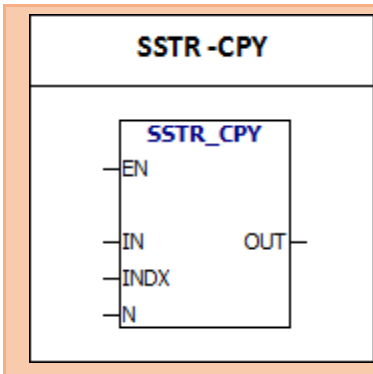 SSTR -CPY
SSTR_CPY
EN
IN OUT
INDX
N